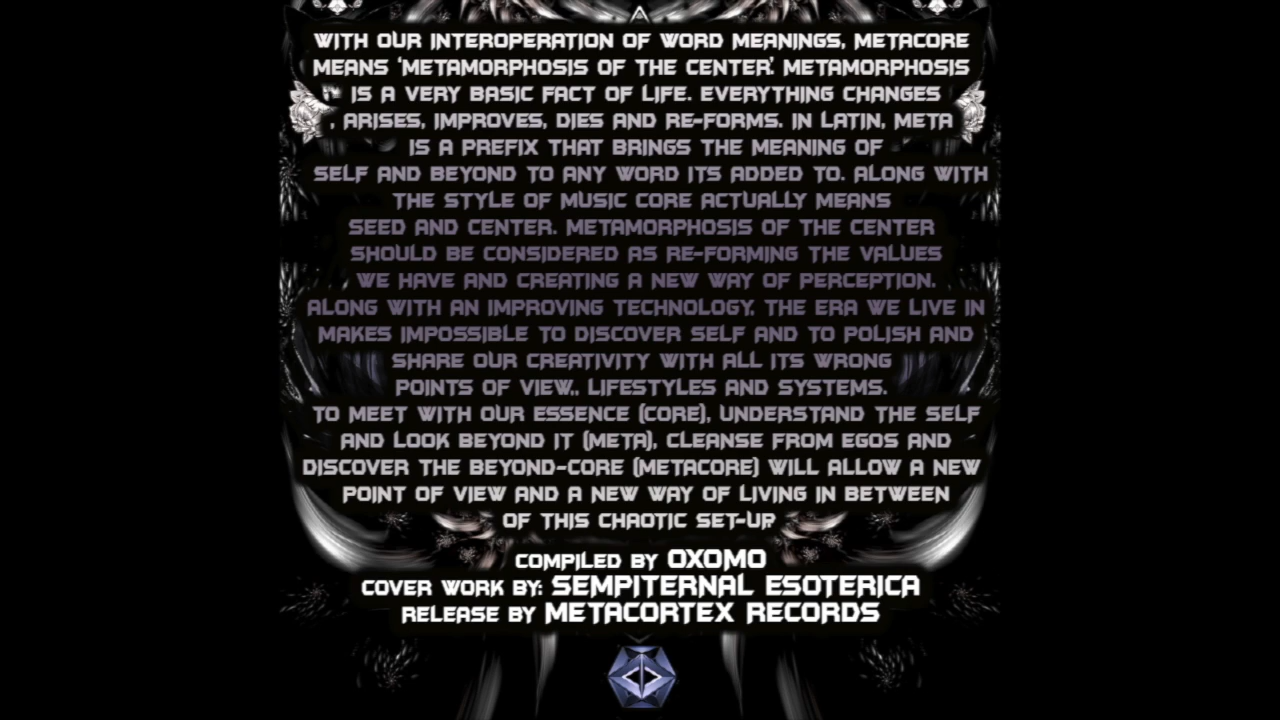 WITH OUR INTEROPERATION OF WORD MEANINGS, METACORE
MEANS 'METAMORPHOSIS OF THE CENTER'. METAMORPHOSIS
IS A VERY BASIC FACT OF LIFE. EVERYTHING CHANGES
, ARISES, IMPROVES, DIES AND RE-FORMS. IN LATIN, META
IS A PREFIX THAT BRINGS THE MEANING OF
SELF AND BEYOND TO ANY WORD ITS ADDED TO. ALONG WITH
THE STYLE OF MUSIC CORE ACTUALLY MEANS
SEED AND CENTER. METAMORPHOSIS OF THE CENTER
SHOULD BE CONSIDERED AS RE-FORMING THE VALUES
WE HAVE AND CREATING A NEW WAY OF PERCEPTION.
ALONG WITH AN IMPROVING TECHNOLOGY, THE ERA WE LIVE IN
MAKES IMPOSSIBLE TO DISCOVER SELF AND TO POLISH AND
SHARE OUR CREATIVITY WITH ALL ITS WRONG
POINTS OF VIEW,. LIFESTYLES AND SYSTEMS.
TO MEET WITH OUR ESSENCE (CORE), UNDERSTAND THE SELF
AND LOOK BEYOND IT (META), CLEANSE FROM EGOS AND
DISCOVER THE BEYOND-CORE (METACORE) WILL ALLOW A NEW
POINT OF VIEW AND A NEW WAY OF LIVING IN BETWEEN
OF THIS CHAOTIC SET-UP.
COMPILED BY OXOMO
COVER WORK BY: SEMPITERNAL ESOTERICA
RELEASE BY METACORTEX RECORDS